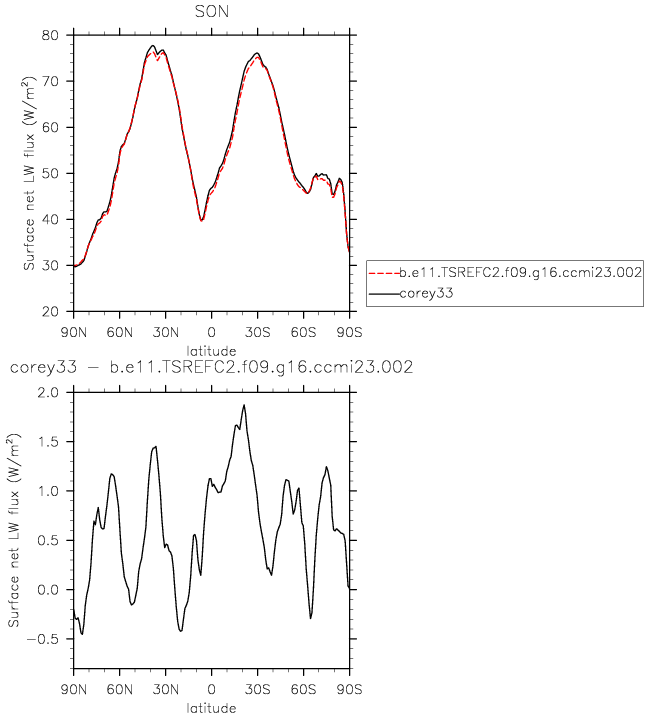 SON
80
70
60
50
40
30
20
Surface net LW flux (W/m²)
90N 60N 30N 0 30S 60S 90S
latitude
b.e11.TSREFC2.f09.g16.ccmi23.002
corey33
corey33 − b.e11.TSREFC2.f09.g16.ccmi23.002
2.0
1.5
1.0
0.5
0.0
−0.5
Surface net LW flux (W/m²)
90N 60N 30N 0 30S 60S 90S
latitude